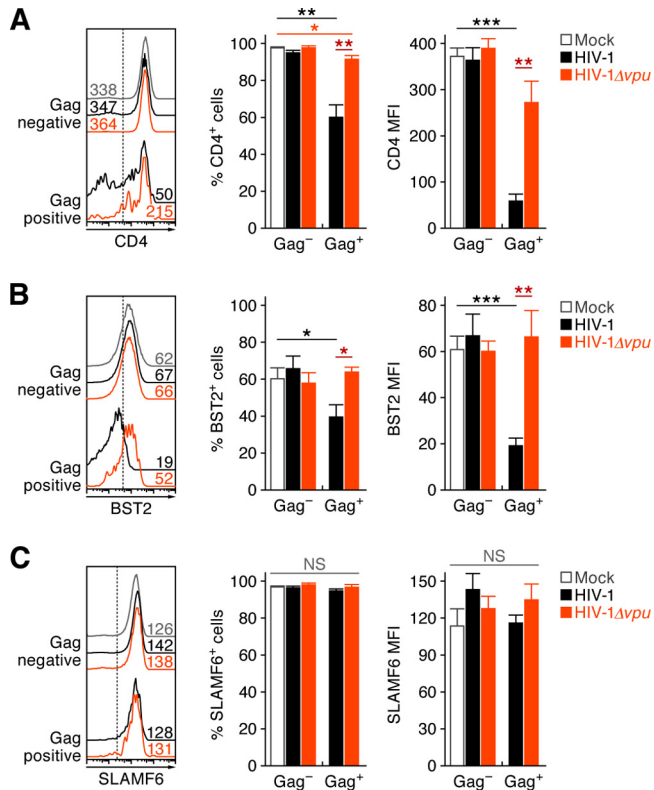 A
Gag
negative
338
347
364
Gag
positive
50
215
CD4
% CD4⁺ cells
100
80
60
40
20
0
**
*
**
Gag⁻ Gag⁺
CD4 MFI
400
300
200
100
0
***
**
Gag⁻ Gag⁺
Mock
HIV-1
HIV-1Δvpu
B
Gag
negative
62
67
66
Gag
positive
19
52
BST2
% BST2⁺ cells
100
80
60
40
20
0
*
*
Gag⁻ Gag⁺
BST2 MFI
80
60
40
20
0
***
**
Gag⁻ Gag⁺
Mock
HIV-1
HIV-1Δvpu
C
Gag
negative
126
142
138
Gag
positive
128
131
SLAMF6
% SLAMF6⁺ cells
100
80
60
40
20
0
NS
Gag⁻ Gag⁺
SLAMF6 MFI
150
120
90
60
30
0
NS
Gag⁻ Gag⁺
Mock
HIV-1
HIV-1Δvpu